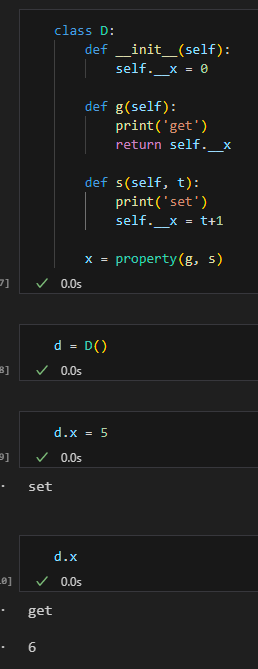 class D:
    def __init__(self):
        self.__x = 0
    def g(self):
        print('get')
        return self.__x
    def s(self, t):
        print('set')
        self.__x = t+1
    x = property(g, s)
7]
0.0s
d = D()
8]
0.0s
d.x = 5
9]
0.0s
set
d.x
0]
0.0s
get
6